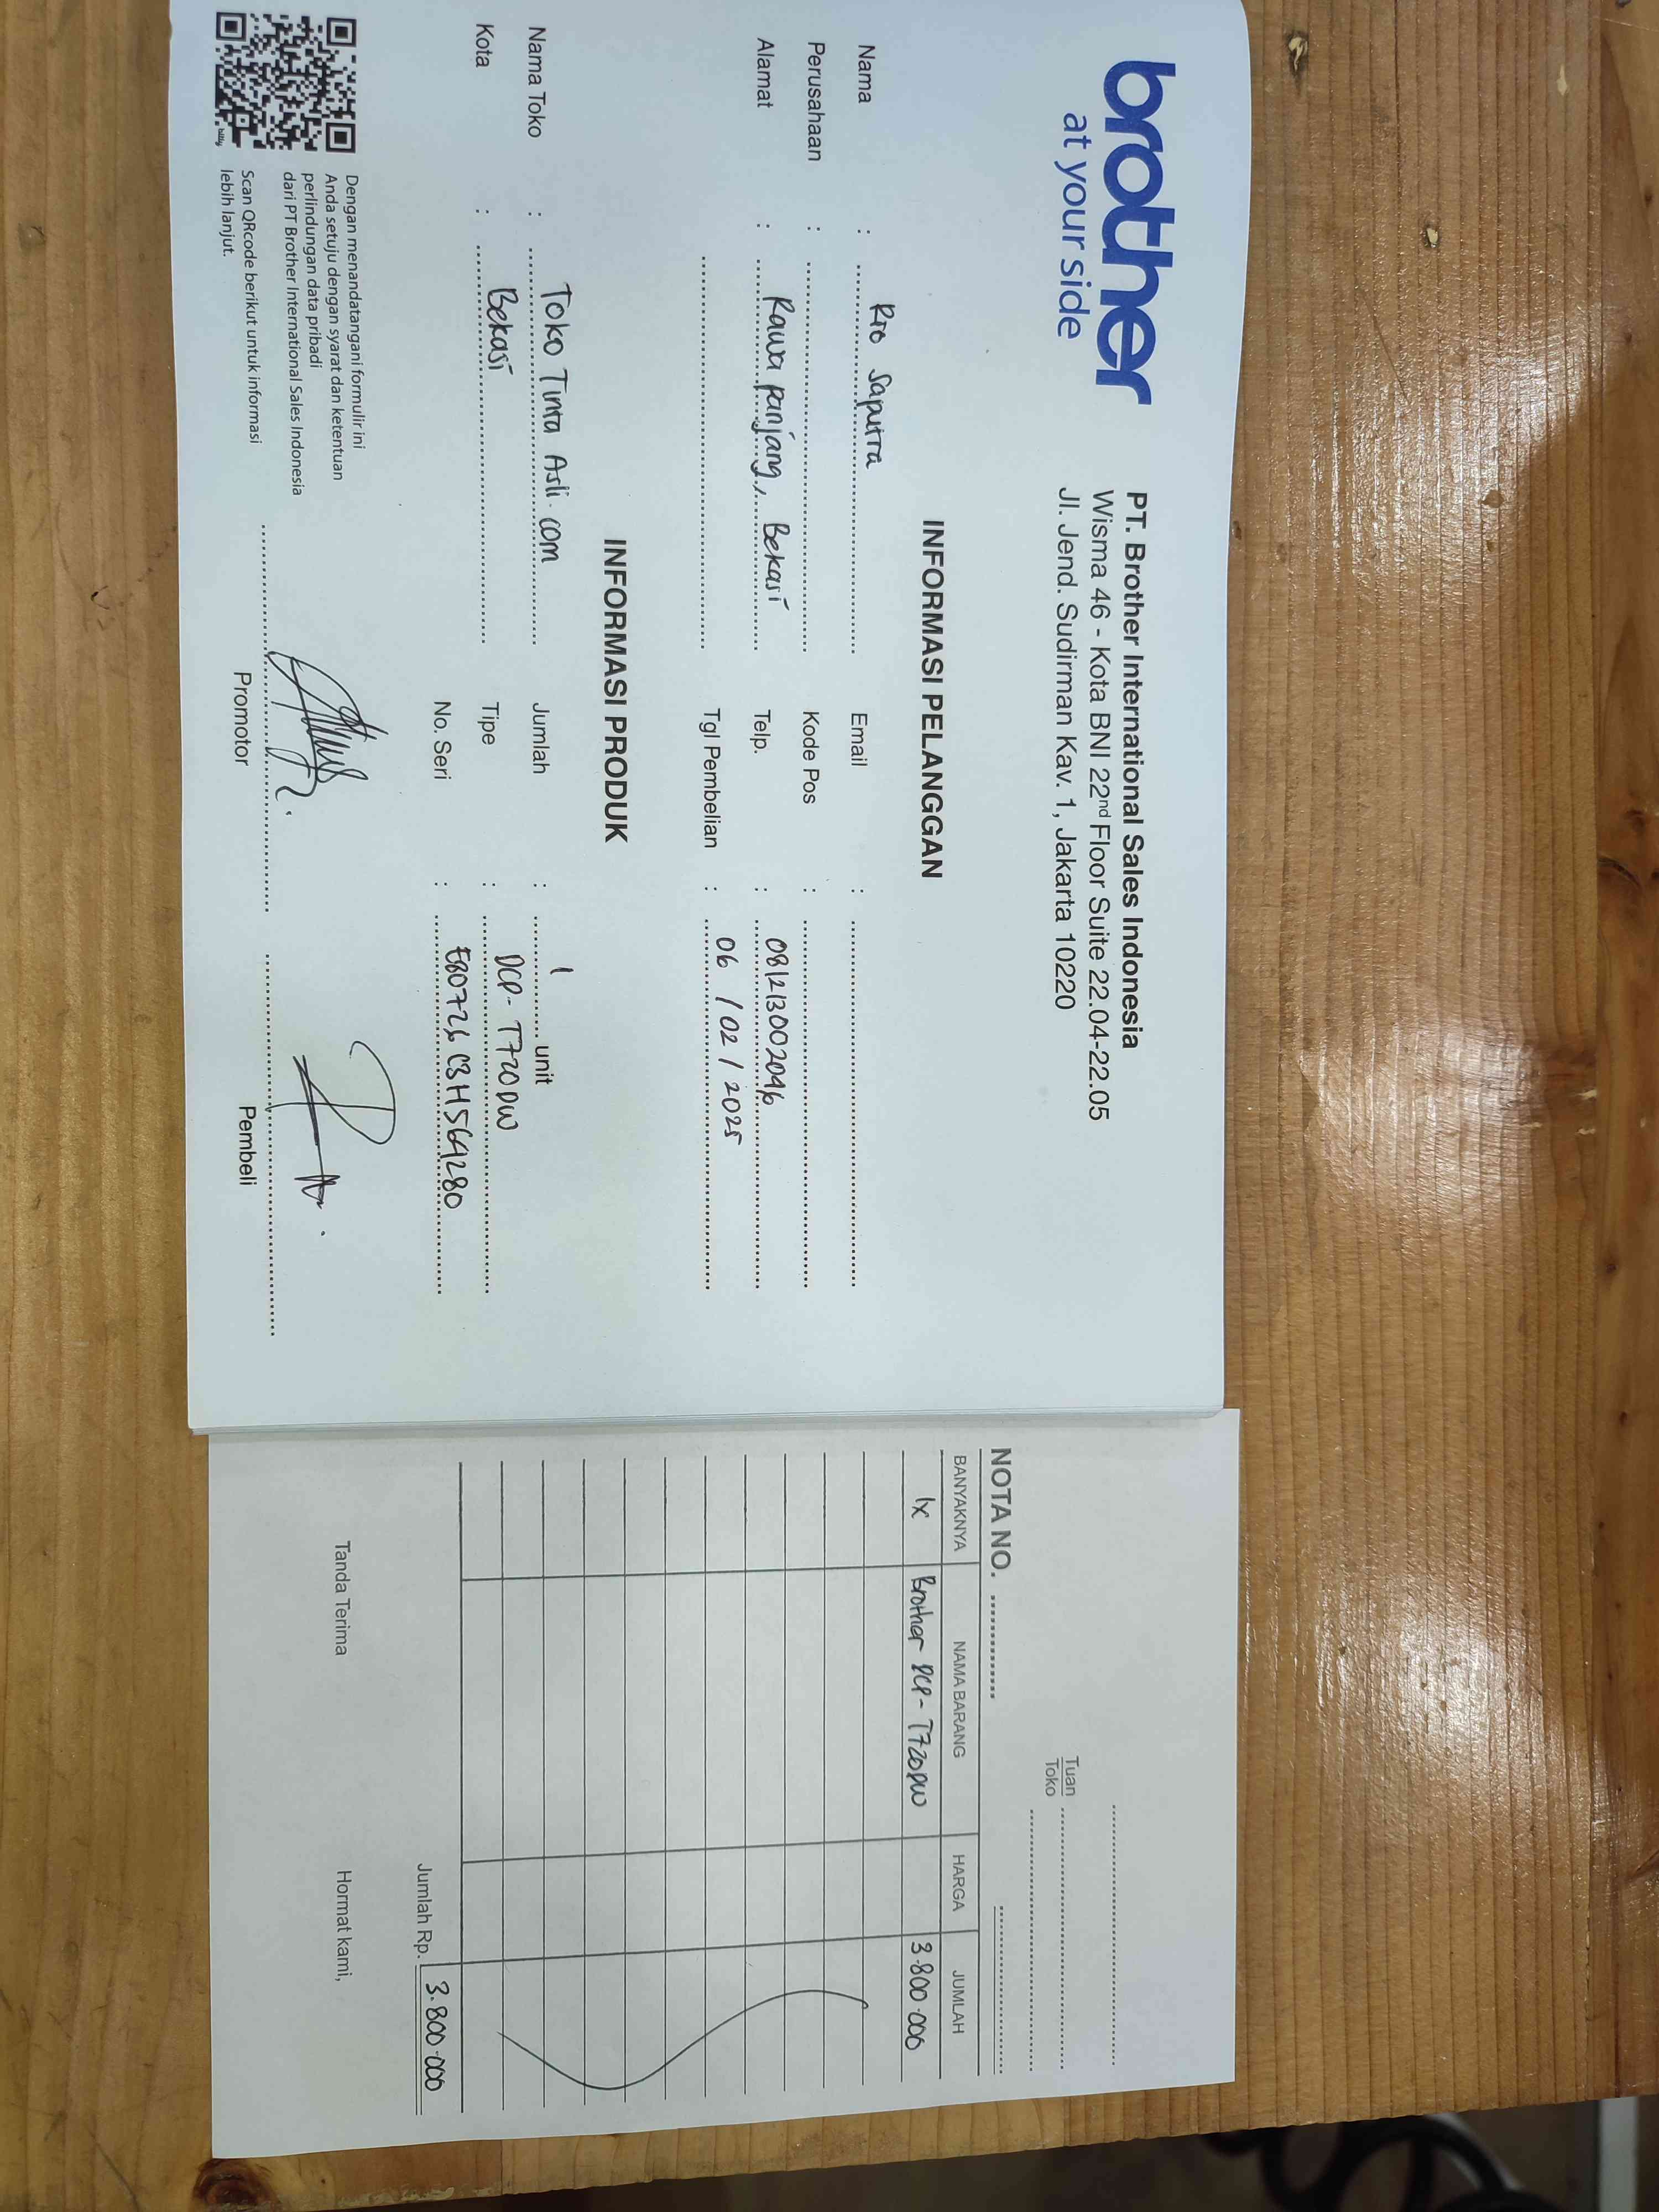 brother
at your side
PT. Brother International Sales Indonesia
Wisma 46 - Kota BNI 22nd Floor Suite 22.04-22.05
Jl. Jend. Sudirman Kav. 1, Jakarta 10220
INFORMASI PELANGGAN
Nama : Rio Saputra
Email :
Perusahaan :
Kode Pos :
Alamat : Rawa panjang, Bekasi
Telp. : 081213002096
Tgl Pembelian : 06 / 02 / 2025
INFORMASI PRODUK
Nama Toko : Toko Tinta Asli . com
Jumlah : 1 unit
Kota : Bekasi
Tipe : DCP - T720DW
No. Seri : E80726C3H569280
Dengan menandatangani formulir ini
Anda setuju dengan syarat dan ketentuan
perlindungan data pribadi
dari PT Brother International Sales Indonesia
Scan QRcode berikut untuk informasi
lebih lanjut.
bitly
Promotor
Pembeli
Tuan
Toko
NOTA NO.
BANYAKNYA NAMA BARANG HARGA JUMLAH
1x Brother DCP - T720DW 3.800.000
Jumlah Rp. 3.800.000
Tanda Terima
Hormat kami,